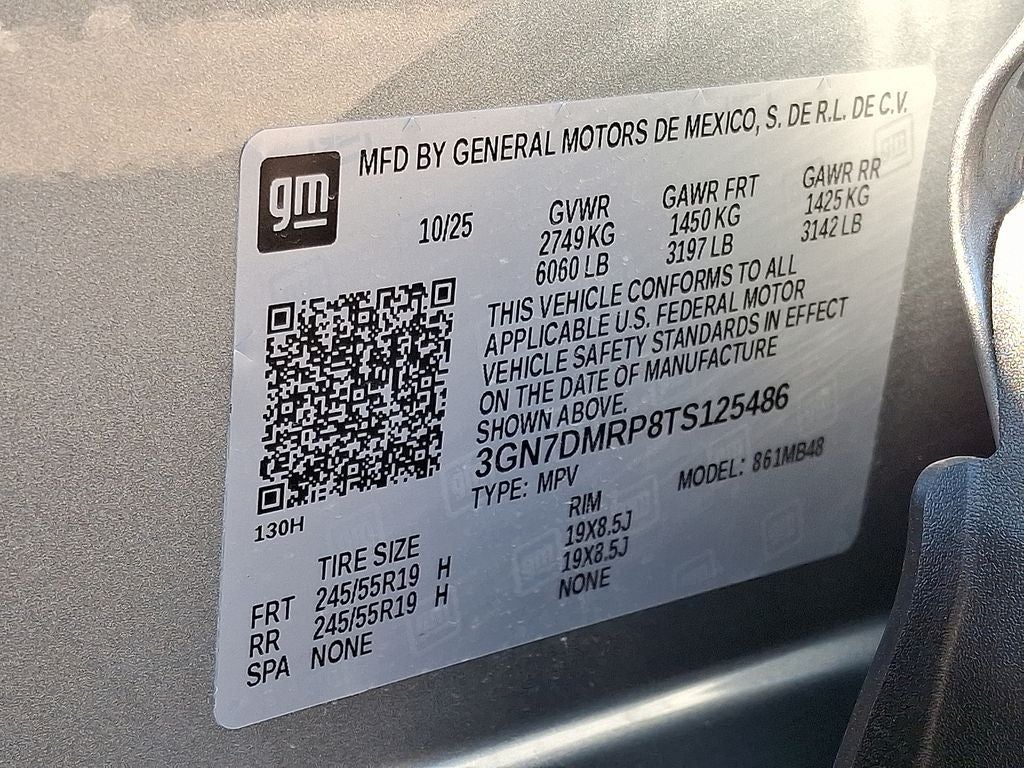 gm
MFD BY GENERAL MOTORS DE MEXICO, S. DE R.L. DE C.V.
10/25 GVWR GAWR FRT GAWR RR
2749 KG 1450 KG 1425 KG
6060 LB 3197 LB 3142 LB
THIS VEHICLE CONFORMS TO ALL
APPLICABLE U.S. FEDERAL MOTOR
VEHICLE SAFETY STANDARDS IN EFFECT
ON THE DATE OF MANUFACTURE
SHOWN ABOVE.
3GN7DMRP8TS125486
TYPE: MPV MODEL: 861MB48
130H
TIRE SIZE RIM
FRT 245/55R19 H 19X8.5J
RR 245/55R19 H 19X8.5J
SPA NONE NONE